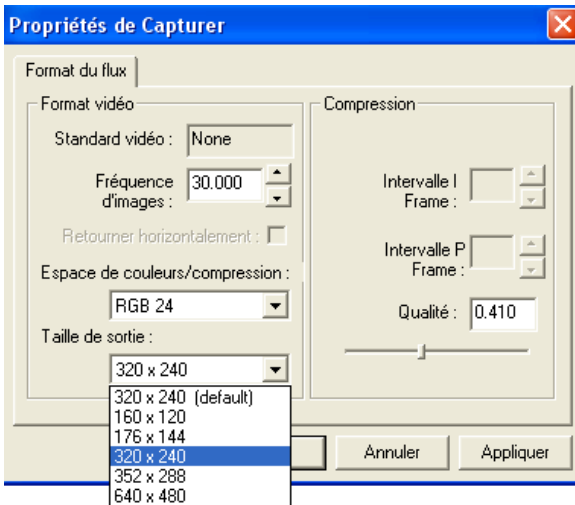 Propriétés de Capturer
Format du flux
Format vidéo
Standard vidéo : None
Fréquence d'images : 30.000
Retourner horizontalement :
Espace de couleurs/compression :
RGB 24
Taille de sortie :
320 x 240
320 x 240 (default)
160 x 120
176 x 144
320 x 240
352 x 288
640 x 480
Compression
Intervalle I
Frame :
Intervalle P
Frame :
Qualité : 0.410
Annuler
Appliquer